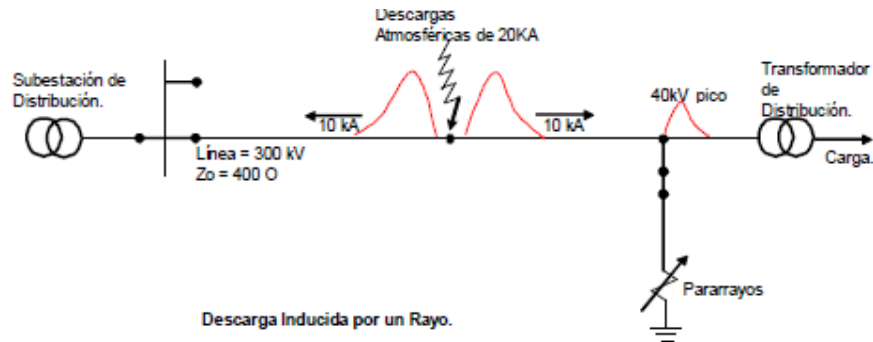 Descargas
Atmosféricas de 20KA
Subestación de
Distribución.
Transformador
de
Distribución.
40kV pico
10 kA
10 kA
Carga.
Línea = 300 kV
Zo = 400 O
Pararrayos
Descarga Inducida por un Rayo.